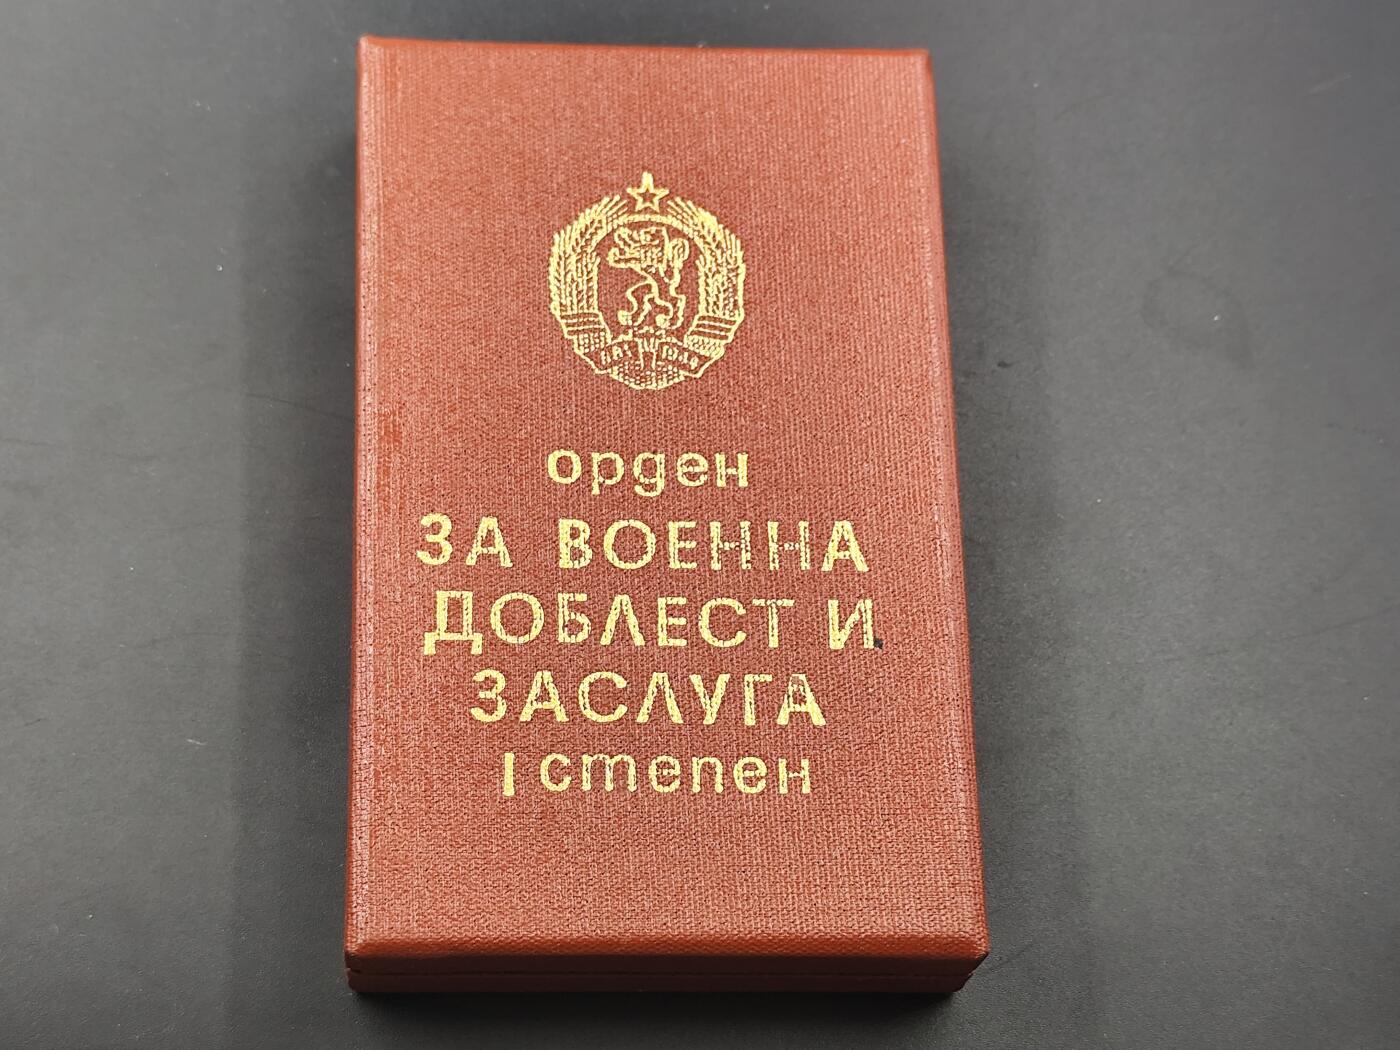 орден
ЗА ВОЕННА
ДОБЛЕСТ И
ЗАСЛУГА
I степен